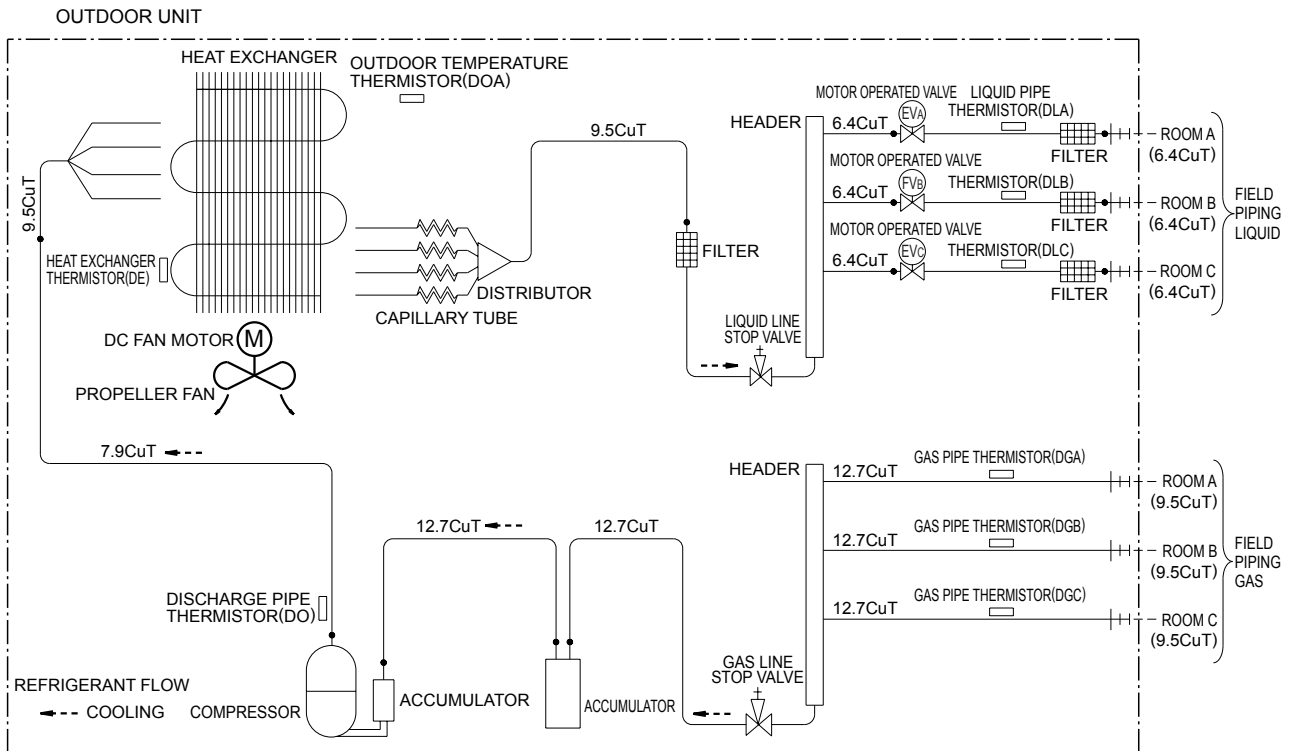 OUTDOOR UNIT
HEAT EXCHANGER
OUTDOOR TEMPERATURE
THERMISTOR(DOA)
9.5CuT
HEAT EXCHANGER
THERMISTOR(DE)
DC FAN MOTOR
M
PROPELLER FAN
CAPILLARY TUBE
DISTRIBUTOR
9.5CuT
FILTER
LIQUID LINE
STOP VALVE
HEADER
MOTOR OPERATED VALVE
LIQUID PIPE
THERMISTOR(DLA)
6.4CuT
EVA
FILTER
ROOM A
(6.4CuT)
MOTOR OPERATED VALVE
THERMISTOR(DLB)
6.4CuT
FVB
FILTER
ROOM B
(6.4CuT)
MOTOR OPERATED VALVE
THERMISTOR(DLC)
6.4CuT
EVC
FILTER
ROOM C
(6.4CuT)
FIELD
PIPING
LIQUID
7.9CuT
DISCHARGE PIPE
THERMISTOR(DO)
12.7CuT
12.7CuT
HEADER
GAS PIPE THERMISTOR(DGA)
12.7CuT
ROOM A
(9.5CuT)
GAS PIPE THERMISTOR(DGB)
12.7CuT
ROOM B
(9.5CuT)
GAS PIPE THERMISTOR(DGC)
12.7CuT
ROOM C
(9.5CuT)
FIELD
PIPING
GAS
GAS LINE
STOP VALVE
REFRIGERANT FLOW
COOLING
COMPRESSOR
ACCUMULATOR
ACCUMULATOR